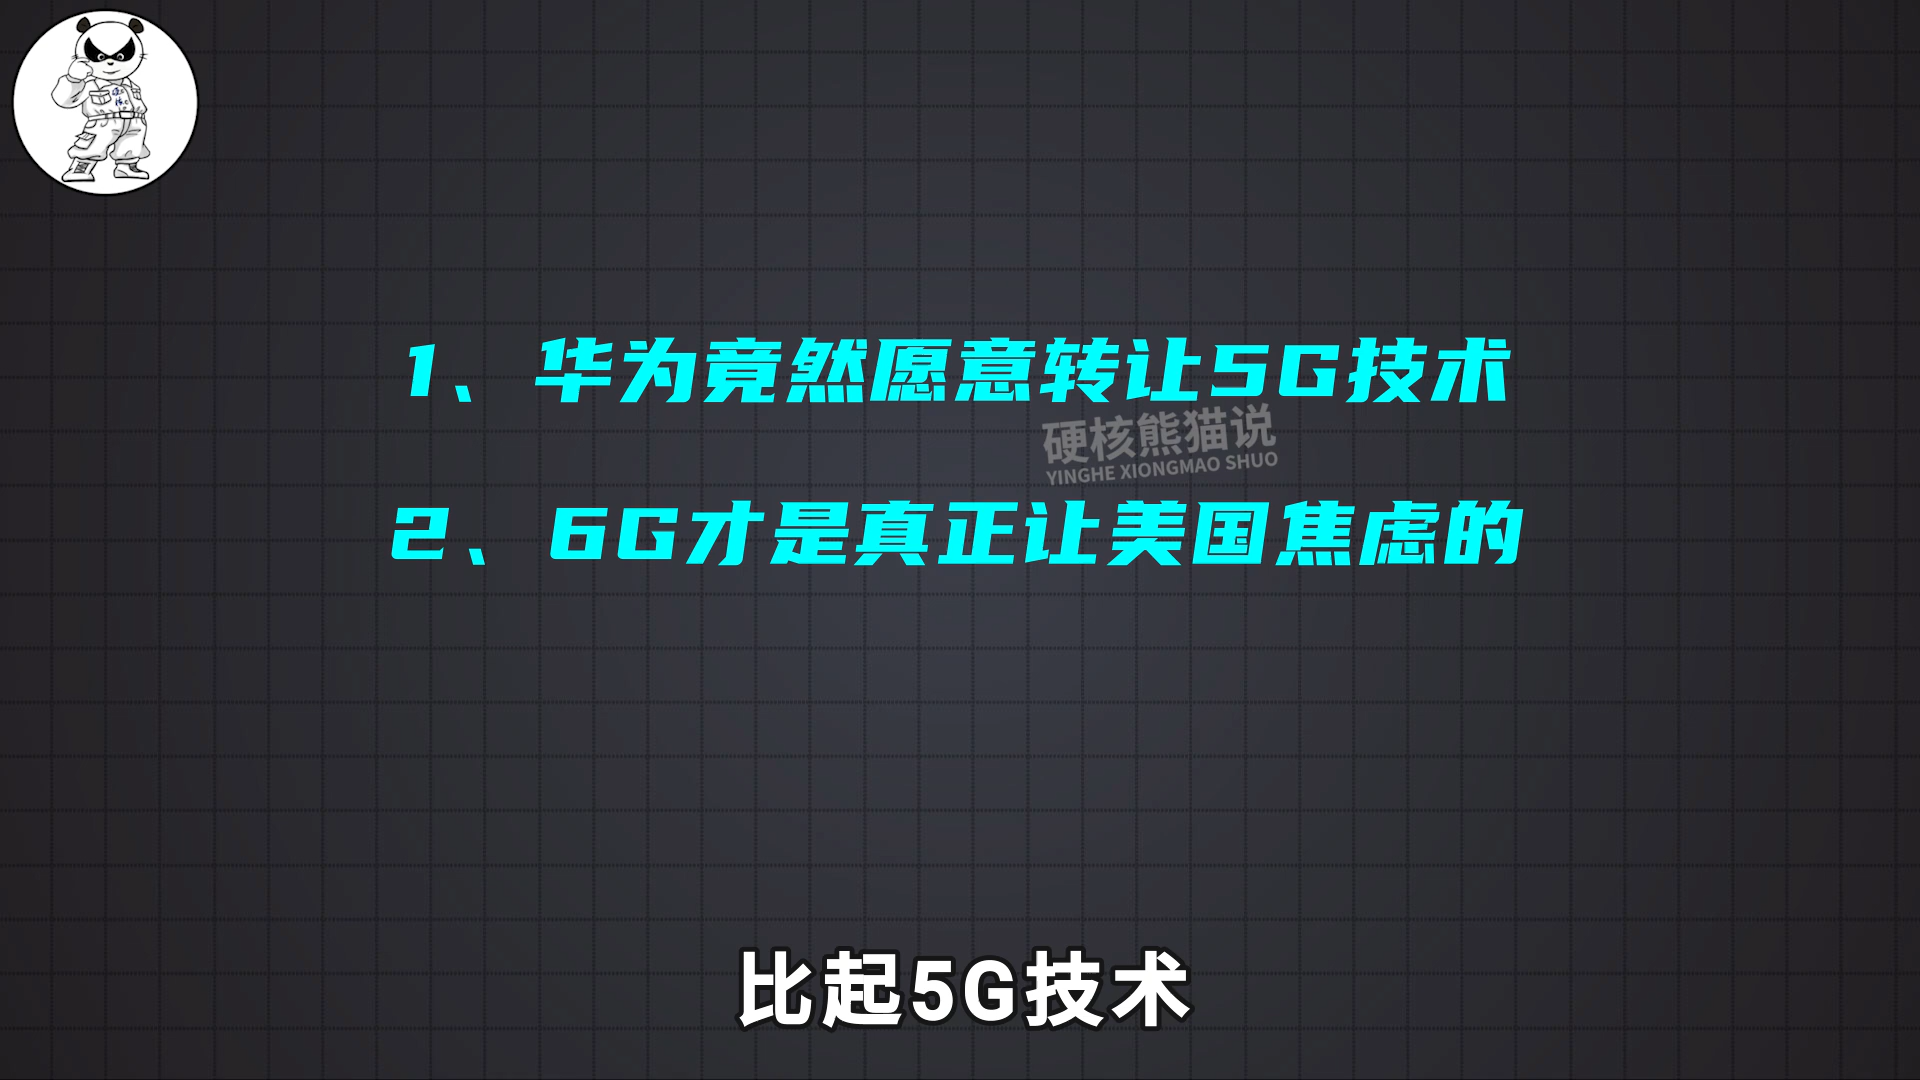 1、华为竟然愿意转让5G技术
硬核熊猫说
YINGHE XIONGMAO SHUO
2、6G才是真正让美国焦虑的
比起5G技术